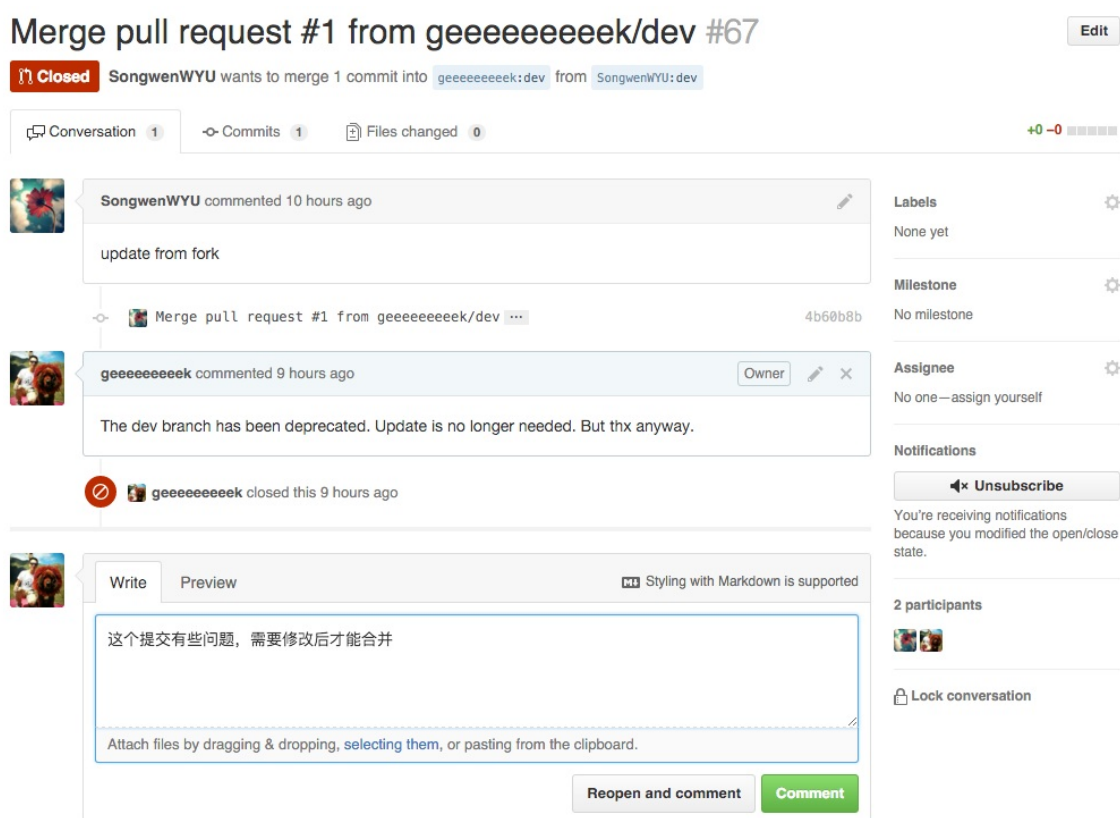 Merge pull request #1 from geeeeeeeeek/dev #67
Edit
Closed SongwenWYU wants to merge 1 commit into geeeeeeeeek:dev from SongwenWYU:dev
Conversation 1 Commits 1 Files changed 0 +0 −0
SongwenWYU commented 10 hours ago
update from fork
Merge pull request #1 from geeeeeeeeek/dev ... 4b60b8b
geeeeeeeeek commented 9 hours ago Owner
The dev branch has been deprecated. Update is no longer needed. But thx anyway.
geeeeeeeeek closed this 9 hours ago
Write Preview Styling with Markdown is supported
这个提交有些问题，需要修改后才能合并
Attach files by dragging & dropping, selecting them, or pasting from the clipboard.
Reopen and comment Comment
Labels
None yet
Milestone
No milestone
Assignee
No one—assign yourself
Notifications
Unsubscribe
You're receiving notifications
because you modified the open/close
state.
2 participants
Lock conversation